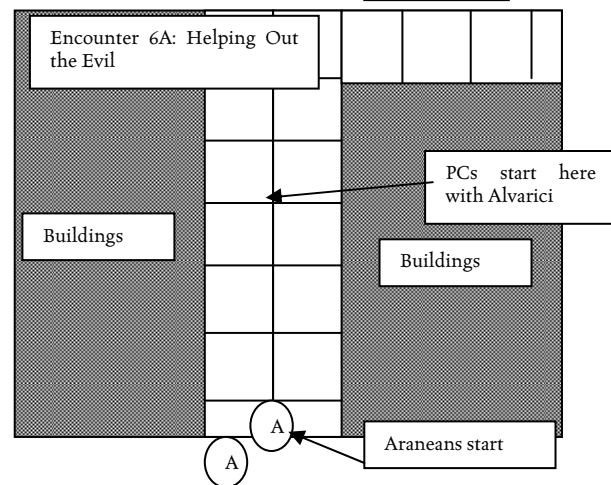 Encounter 6A: Helping Out
the Evil
PCs start here
with Alvarici
Buildings
Buildings
A
Araneans start
A